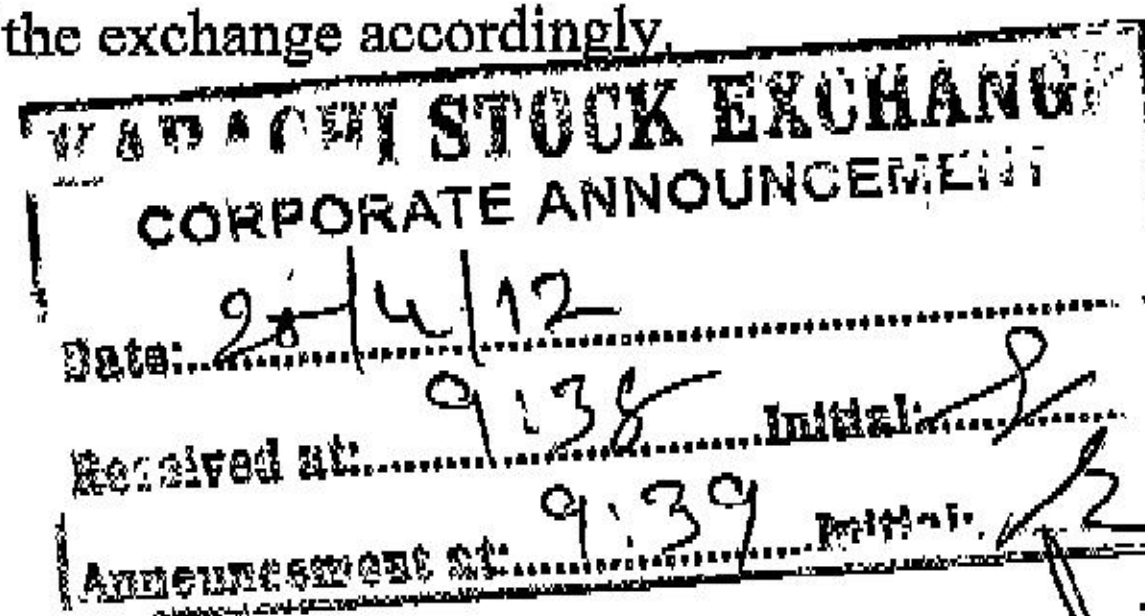 the exchange accordingly.
KARACHI STOCK EXCHANGE
CORPORATE ANNOUNCEMENT
Date: /4/12
Received at: 9:38 Initial:
Announcement at: 9:39 Initial: